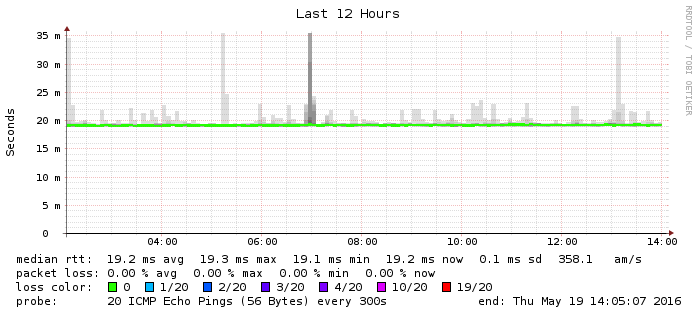 Last 12 Hours
RRDTOOL / TOBI OETIKER
Seconds
35 m
30 m
25 m
20 m
15 m
10 m
5 m
0
04:00 06:00 08:00 10:00 12:00 14:00
median rtt: 19.2 ms avg 19.3 ms max 19.1 ms min 19.2 ms now 0.1 ms sd 358.1 am/s
packet loss: 0.00 % avg 0.00 % max 0.00 % min 0.00 % now
loss color: 0 1/20 2/20 3/20 4/20 10/20 19/20
probe: 20 ICMP Echo Pings (56 Bytes) every 300s end: Thu May 19 14:05:07 2016